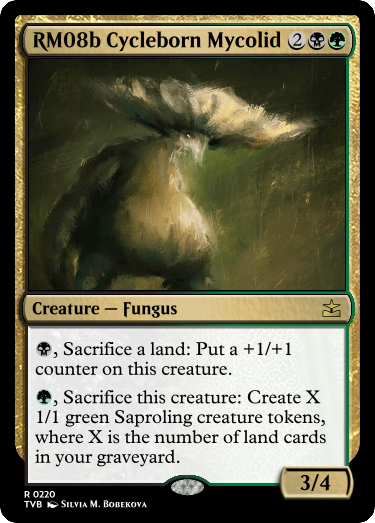 RM08b Cycleborn Mycolid 2
Creature — Fungus
, Sacrifice a land: Put a +1/+1
counter on this creature.
, Sacrifice this creature: Create X
1/1 green Saproling creature tokens,
where X is the number of land cards
in your graveyard.
3/4
R 0220
TVB Silvia M. Bobekova